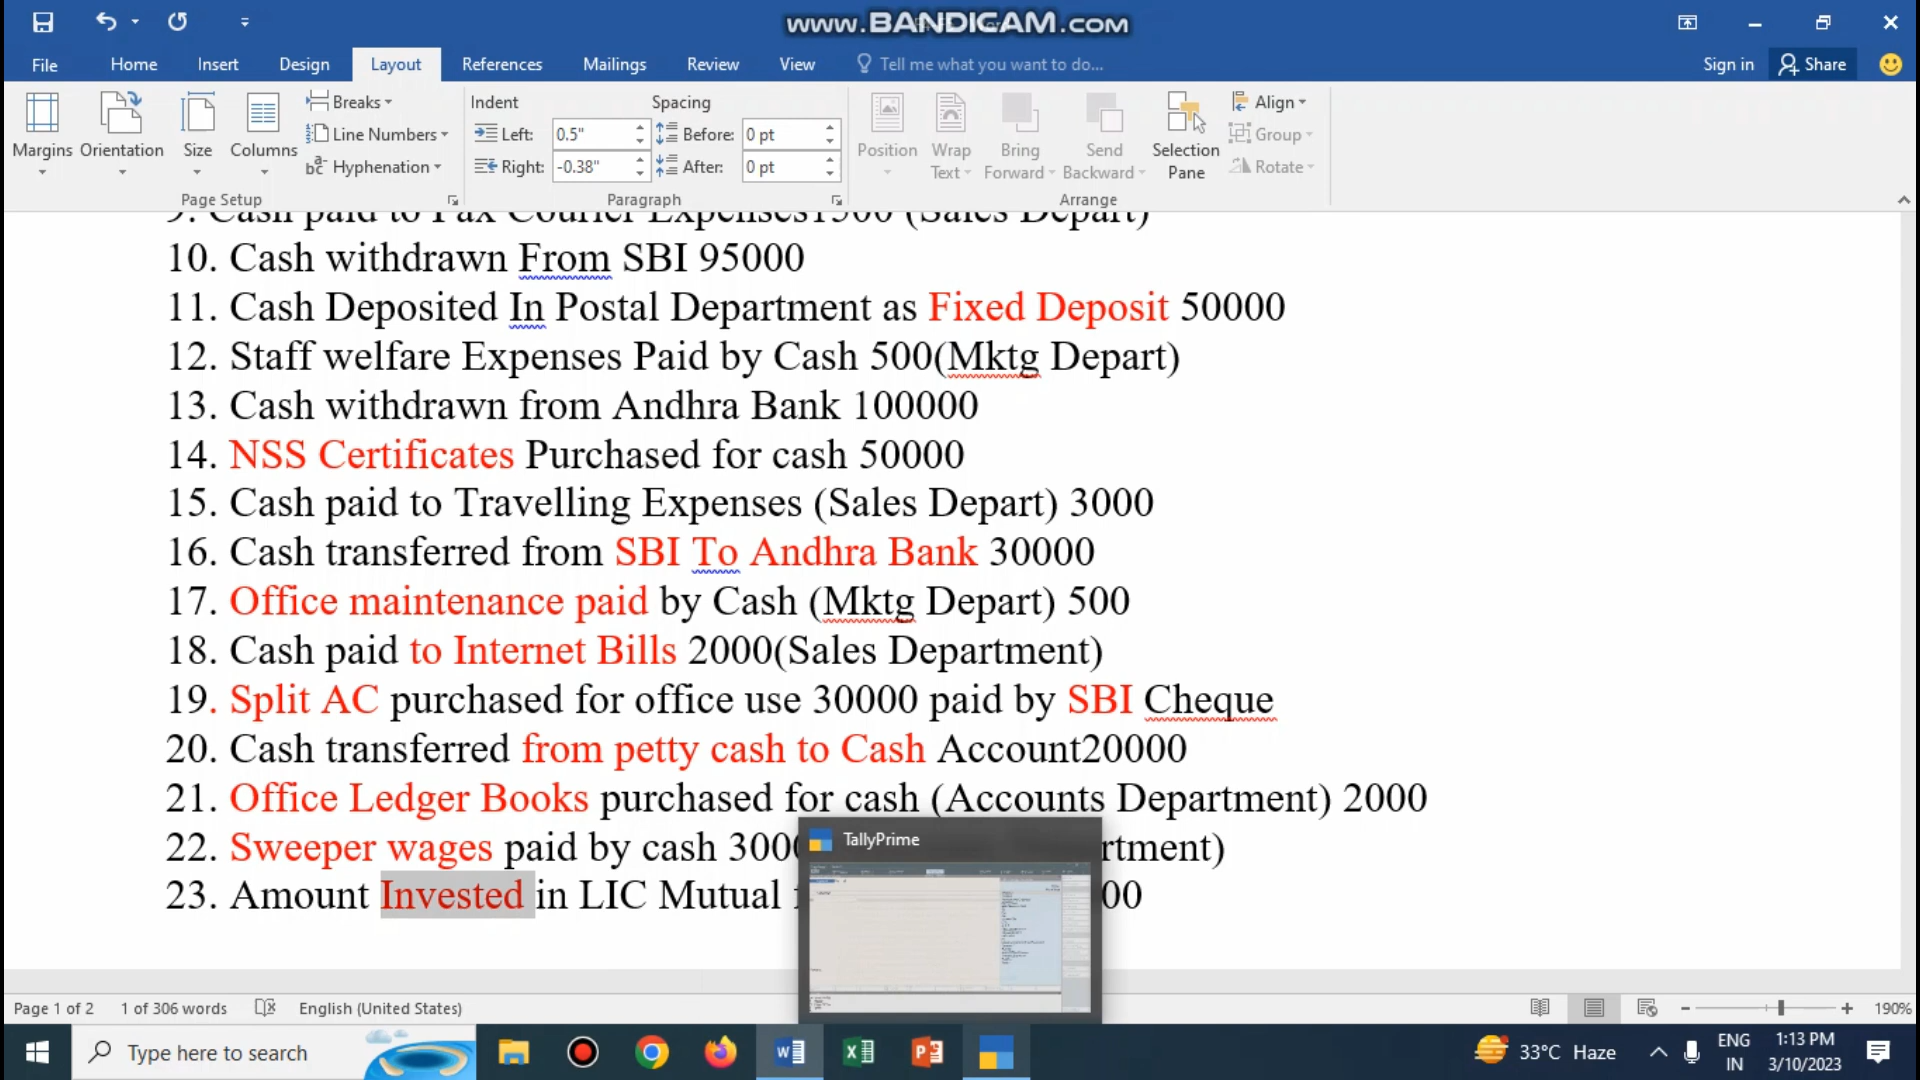 www.BANDICAM.com
File Home Insert Design Layout References Mailings Review View Tell me what you want to do... Sign in Share
Margins Orientation Size Columns
Breaks
Line Numbers
Hyphenation
Page Setup
Indent Spacing
Left: 0.5" Before: 0 pt
Right: -0.38" After: 0 pt
Paragraph
Position Wrap Text Bring Forward Send Backward Selection Pane
Align
Group
Rotate
Arrange
9. Cash paid to Fax Courier Expenses1500 (Sales Depart)
10. Cash withdrawn From SBI 95000
11. Cash Deposited In Postal Department as Fixed Deposit 50000
12. Staff welfare Expenses Paid by Cash 500(Mktg Depart)
13. Cash withdrawn from Andhra Bank 100000
14. NSS Certificates Purchased for cash 50000
15. Cash paid to Travelling Expenses (Sales Depart) 3000
16. Cash transferred from SBI To Andhra Bank 30000
17. Office maintenance paid by Cash (Mktg Depart) 500
18. Cash paid to Internet Bills 2000(Sales Department)
19. Split AC purchased for office use 30000 paid by SBI Cheque
20. Cash transferred from petty cash to Cash Account20000
21. Office Ledger Books purchased for cash (Accounts Department) 2000
22. Sweeper wages paid by cash 300 rtment)
23. Amount Invested in LIC Mutual 00
TallyPrime
Page 1 of 2 1 of 306 words English (United States) 190%
Type here to search
33°C Haze
ENG
IN
1:13 PM
3/10/2023